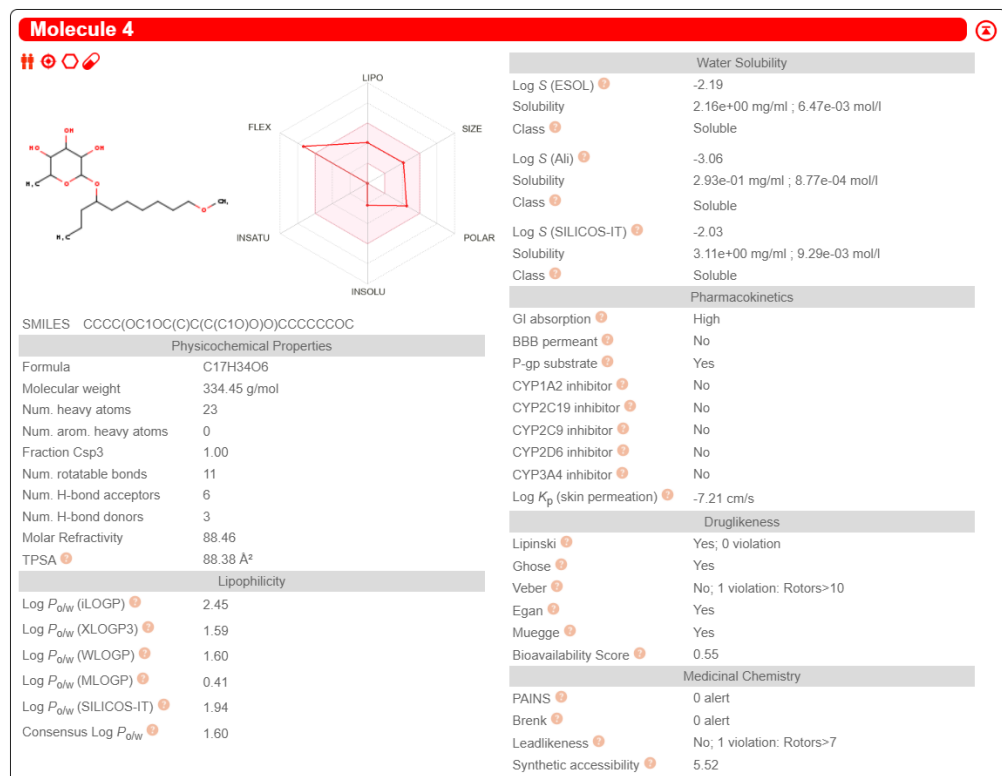 Molecule 4
LIPO
FLEX
SIZE
INSATU
POLAR
INSOLU
OH
HO
OH
HO
OH
H₃C
O
O
O
CH₃
H₃C
SMILES CCCC(OC1OC(C)C(C(C1O)O)O)CCCCCCOC
Physicochemical Properties
Formula C17H34O6
Molecular weight 334.45 g/mol
Num. heavy atoms 23
Num. arom. heavy atoms 0
Fraction Csp3 1.00
Num. rotatable bonds 11
Num. H-bond acceptors 6
Num. H-bond donors 3
Molar Refractivity 88.46
TPSA ? 88.38 Å²
Lipophilicity
Log Po/w (iLOGP) ? 2.45
Log Po/w (XLOGP3) ? 1.59
Log Po/w (WLOGP) ? 1.60
Log Po/w (MLOGP) ? 0.41
Log Po/w (SILICOS-IT) ? 1.94
Consensus Log Po/w ? 1.60
Water Solubility
Log S (ESOL) ? -2.19
Solubility 2.16e+00 mg/ml ; 6.47e-03 mol/l
Class ? Soluble
Log S (Ali) ? -3.06
Solubility 2.93e-01 mg/ml ; 8.77e-04 mol/l
Class ? Soluble
Log S (SILICOS-IT) ? -2.03
Solubility 3.11e+00 mg/ml ; 9.29e-03 mol/l
Class ? Soluble
Pharmacokinetics
GI absorption ? High
BBB permeant ? No
P-gp substrate ? Yes
CYP1A2 inhibitor ? No
CYP2C19 inhibitor ? No
CYP2C9 inhibitor ? No
CYP2D6 inhibitor ? No
CYP3A4 inhibitor ? No
Log Kp (skin permeation) ? -7.21 cm/s
Druglikeness
Lipinski ? Yes; 0 violation
Ghose ? Yes
Veber ? No; 1 violation: Rotors>10
Egan ? Yes
Muegge ? Yes
Bioavailability Score ? 0.55
Medicinal Chemistry
PAINS ? 0 alert
Brenk ? 0 alert
Leadlikeness ? No; 1 violation: Rotors>7
Synthetic accessibility ? 5.52